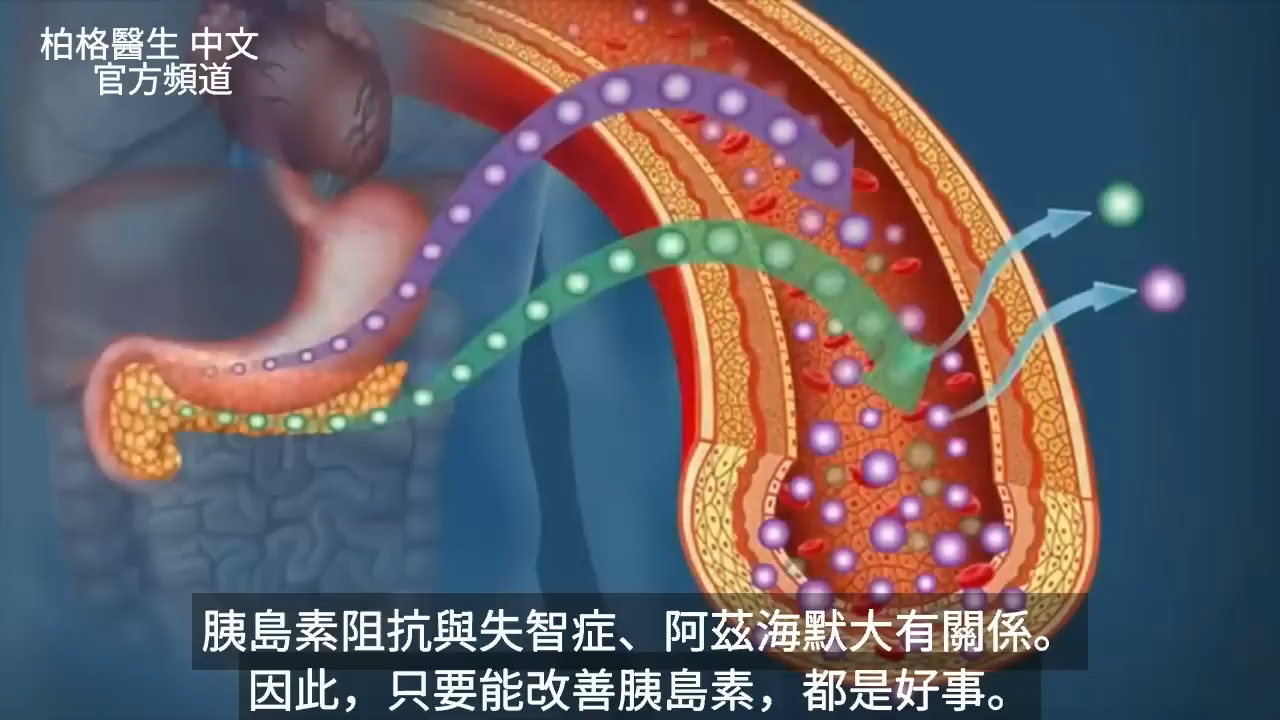 柏格醫生 中文
官方頻道
胰島素阻抗與失智症、阿茲海默大有關係。
因此，只要能改善胰島素，都是好事。